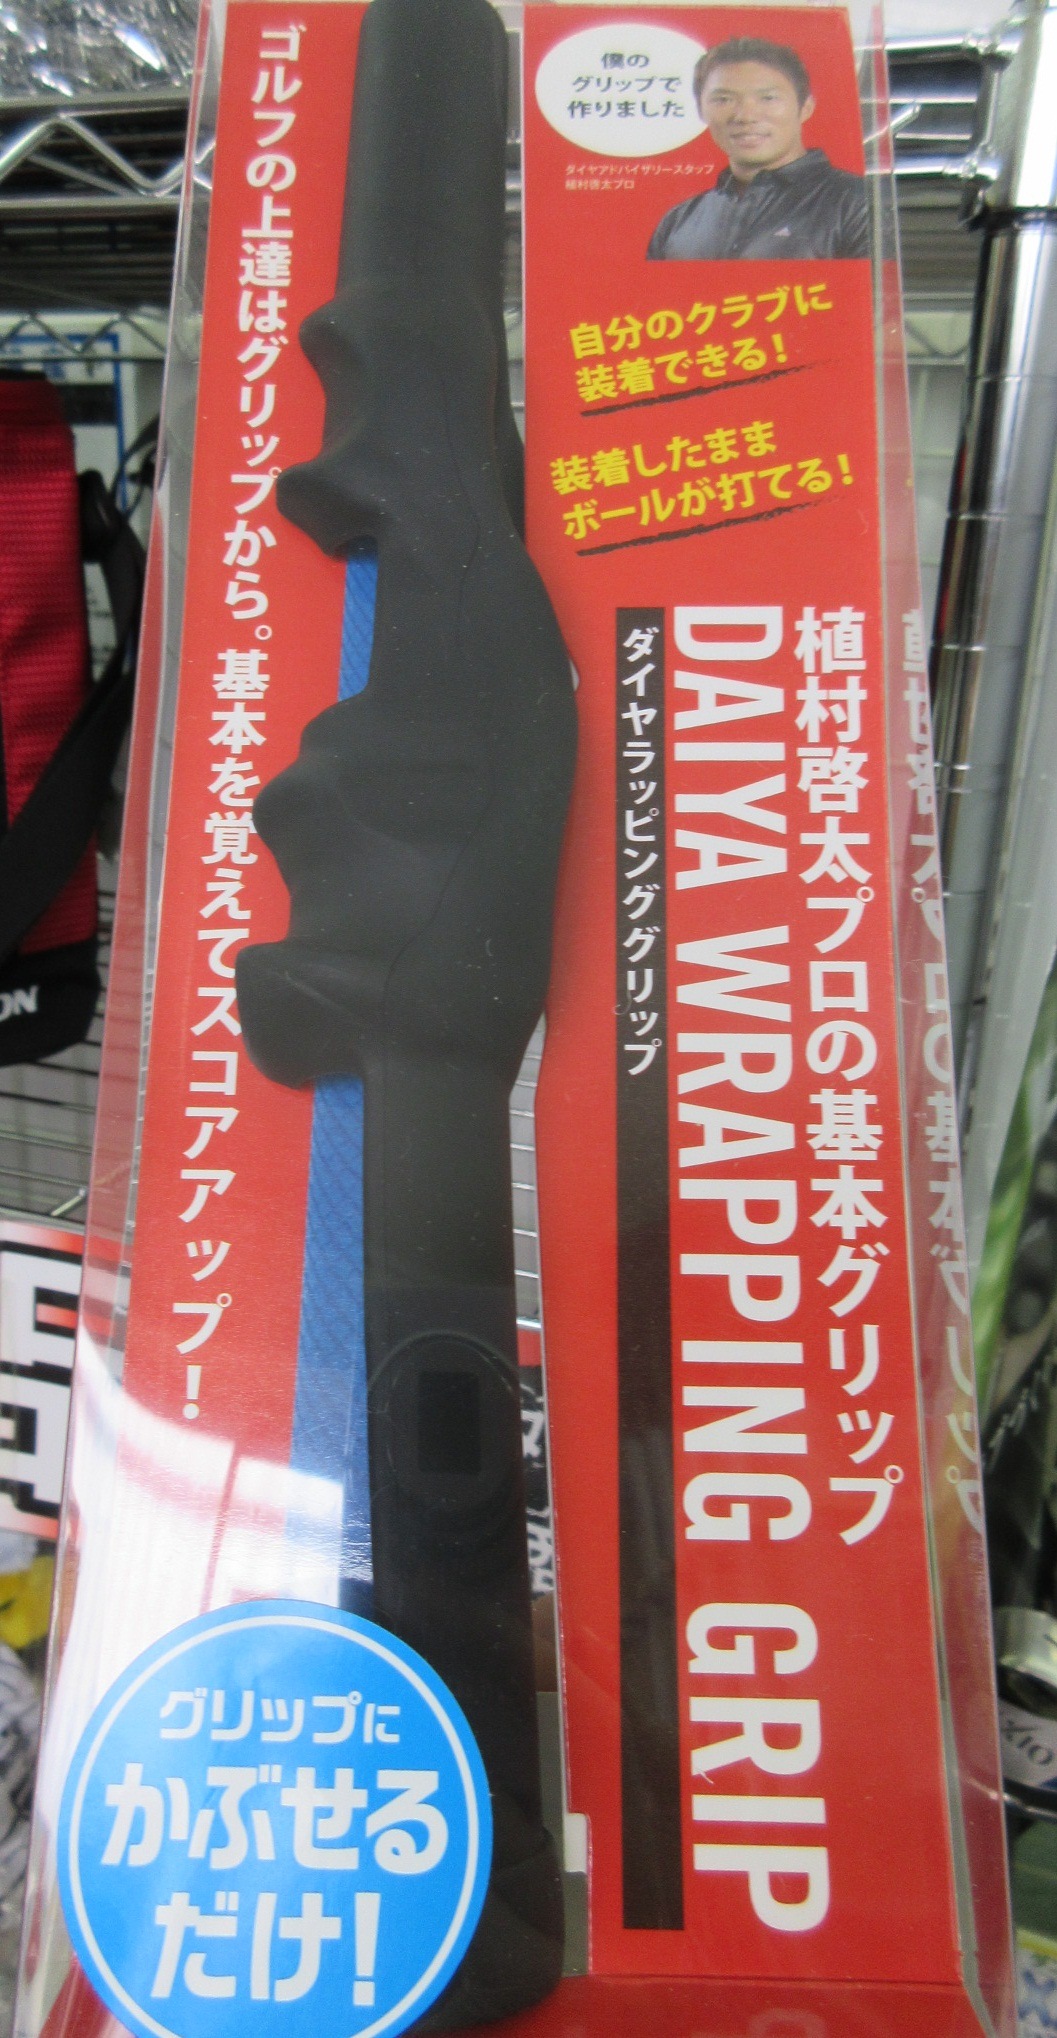 ゴルフの上達はグリップから。基本を覚えてスコアアップ!
僕の
グリップで
作りました
ダイヤアドバイザリースタッフ
植村啓太プロ
自分のクラブに
装着できる!
装着したまま
ボールが打てる!
植村啓太プロの基本グリップ
DAIYA WRAPPING GRIP
ダイヤラッピンググリップ
グリップに
かぶせる
だけ!
ON